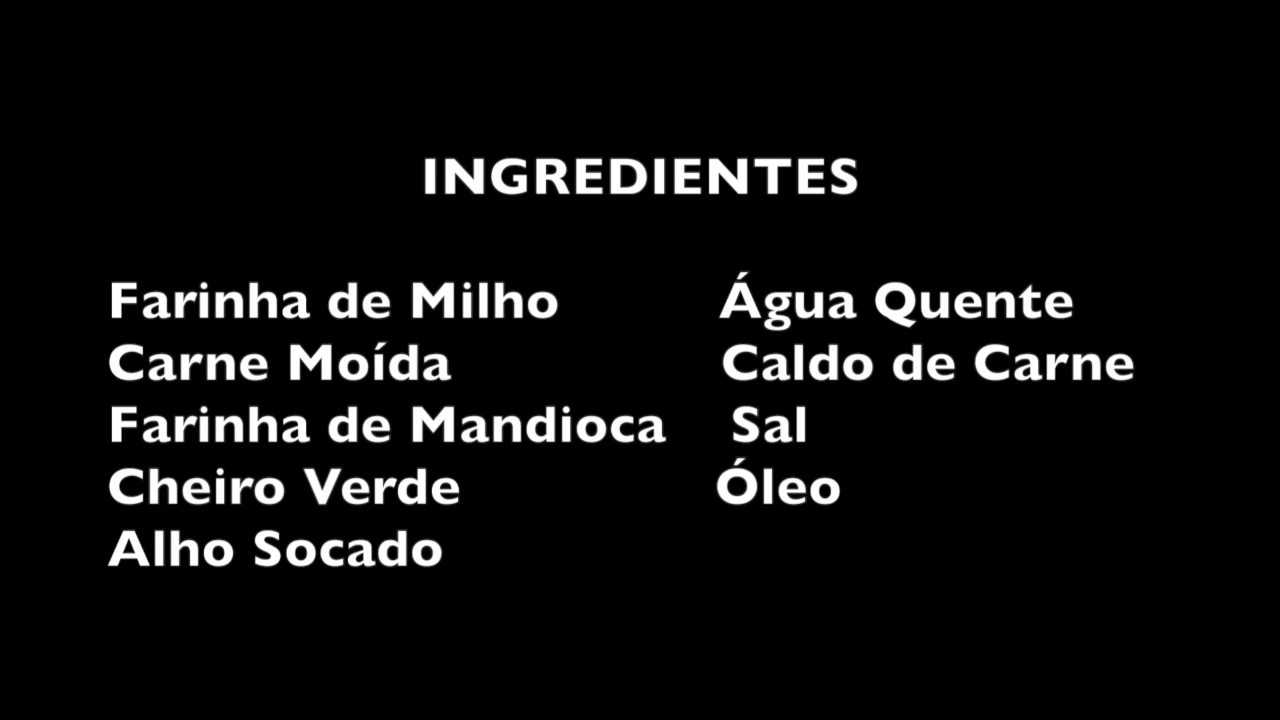 INGREDIENTES
Farinha de Milho
Carne Moída
Farinha de Mandioca
Cheiro Verde
Alho Socado
Água Quente
Caldo de Carne
Sal
Óleo